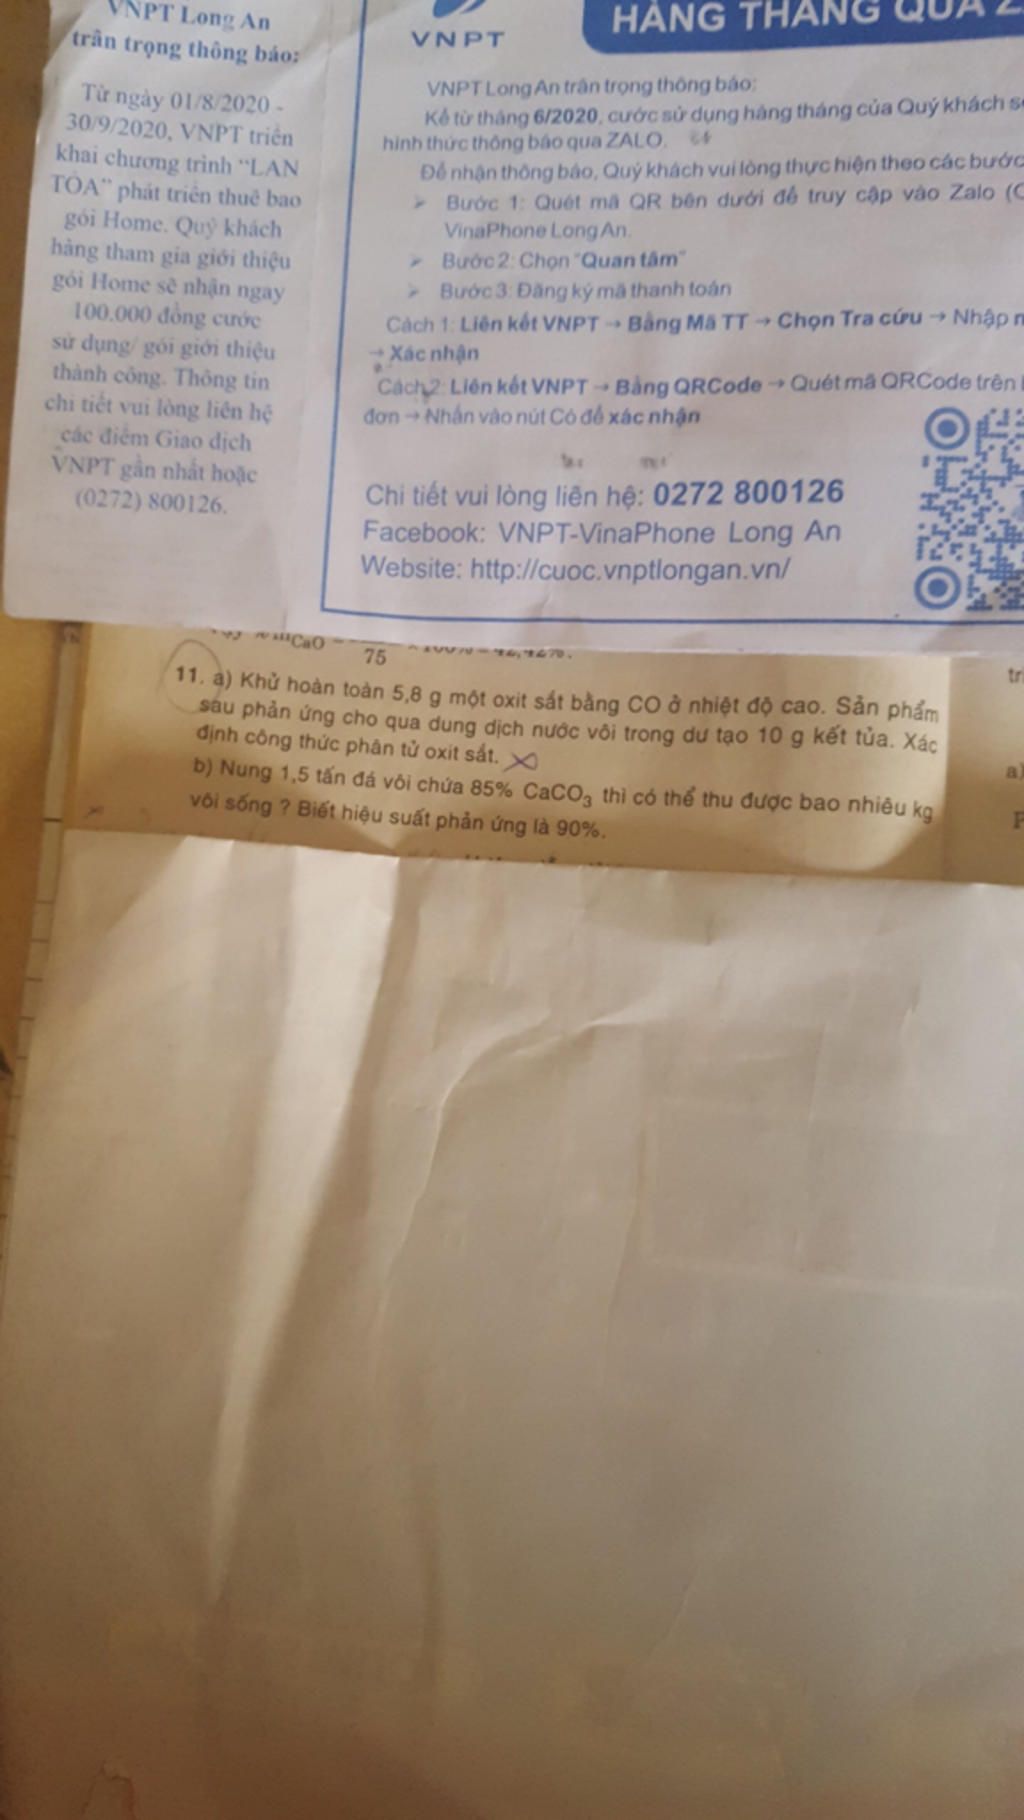 VNPT Long An
trân trọng thông báo:
Từ ngày 01/8/2020 -
30/9/2020, VNPT triển
khai chương trình "LAN
TỎA" phát triển thuê bao
gói Home. Quý khách
hàng tham gia giới thiệu
gói Home sẽ nhận ngay
100.000 đồng cước
sử dụng/ gói giới thiệu
thành công. Thông tin
chi tiết vui lòng liên hệ
các điểm Giao dịch
VNPT gần nhất hoặc
(0272) 800126.
VNPT
HÀNG THÁNG QUA
VNPT Long An trân trọng thông báo:
Kể từ tháng 6/2020, cước sử dụng hàng tháng của Quý khách
hình thức thông báo qua ZALO.
Để nhận thông báo, Quý khách vui lòng thực hiện theo các bước
➢ Bước 1: Quét mã QR bên dưới để truy cập vào Zalo (
VinaPhone Long An.
➢ Bước 2: Chọn "Quan tâm"
➢ Bước 3: Đăng ký mã thanh toán
Cách 1: Liên kết VNPT → Bằng Mã TT → Chọn Tra cứu → Nhập
→ Xác nhận
Cách 2: Liên kết VNPT → Bằng QRCode → Quét mã QRCode trên
đơn → Nhấn vào nút Có để xác nhận
Chi tiết vui lòng liên hệ: 0272 800126
Facebook: VNPT-VinaPhone Long An
Website: http://cuoc.vnptlongan.vn/
75
11. a) Khử hoàn toàn 5,8 g một oxit sắt bằng CO ở nhiệt độ cao. Sản phẩm
sau phản ứng cho qua dung dịch nước vôi trong dư tạo 10 g kết tủa. Xác
định công thức phân tử oxit sắt.
b) Nung 1,5 tấn đá vôi chứa 85% CaCO₃ thì có thể thu được bao nhiêu kg
vôi sống ? Biết hiệu suất phản ứng là 90%.
a)